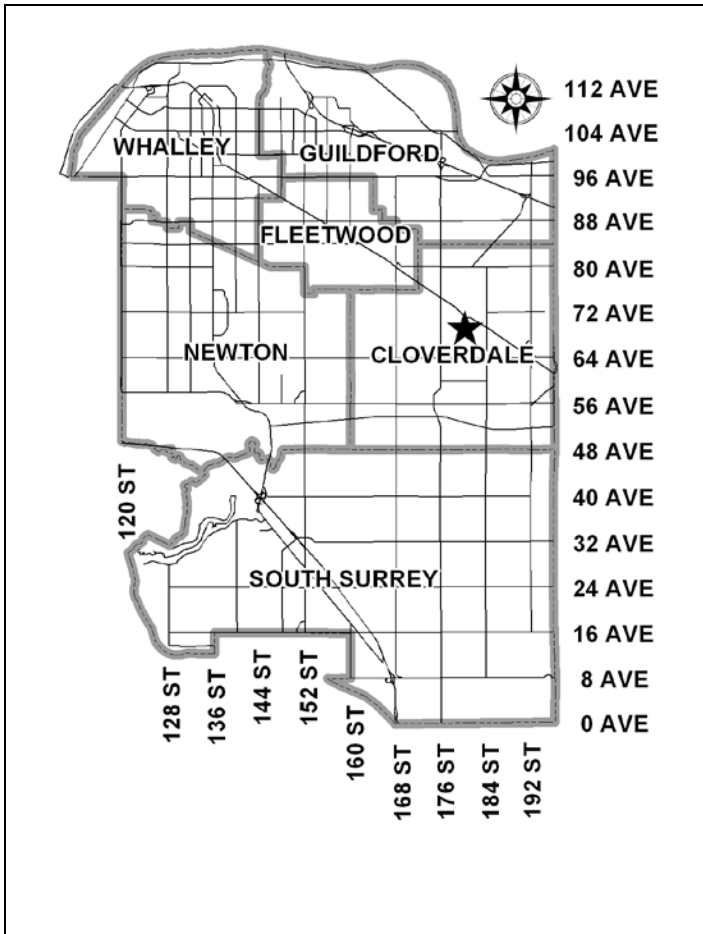 112 AVE
104 AVE
WHALLEY
GUILDFORD
96 AVE
88 AVE
FLEETWOOD
80 AVE
72 AVE
NEWTON
CLOVERDALE
64 AVE
56 AVE
48 AVE
120 ST
40 AVE
32 AVE
SOUTH SURREY
24 AVE
16 AVE
8 AVE
0 AVE
128 ST
136 ST
144 ST
152 ST
160 ST
168 ST
176 ST
184 ST
192 ST